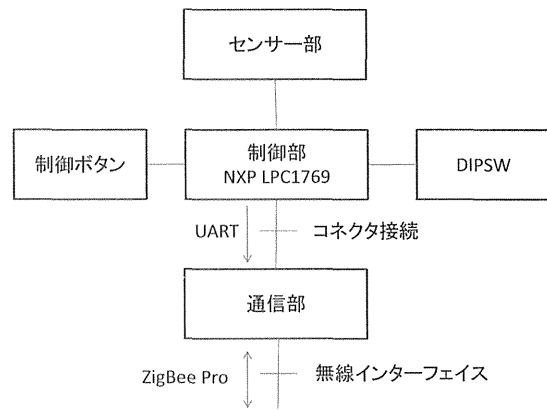 センサー部
制御ボタン
制御部
NXP LPC1769
DIPSW
UART
コネクタ接続
通信部
ZigBee Pro
無線インターフェイス